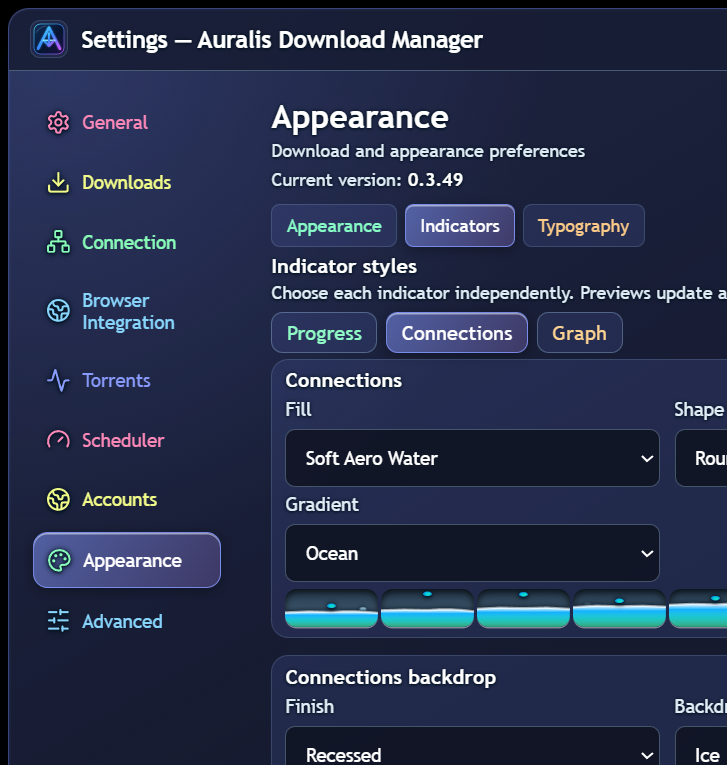 Settings — Auralis Download Manager
General
Downloads
Connection
Browser
Integration
Torrents
Scheduler
Accounts
Appearance
Advanced
Appearance
Download and appearance preferences
Current version: 0.3.49
Appearance
Indicators
Typography
Indicator styles
Choose each indicator independently. Previews update a
Progress
Connections
Graph
Connections
Fill
Shape
Soft Aero Water
Rou
Gradient
Ocean
Connections backdrop
Finish
Backd
Recessed
Ice